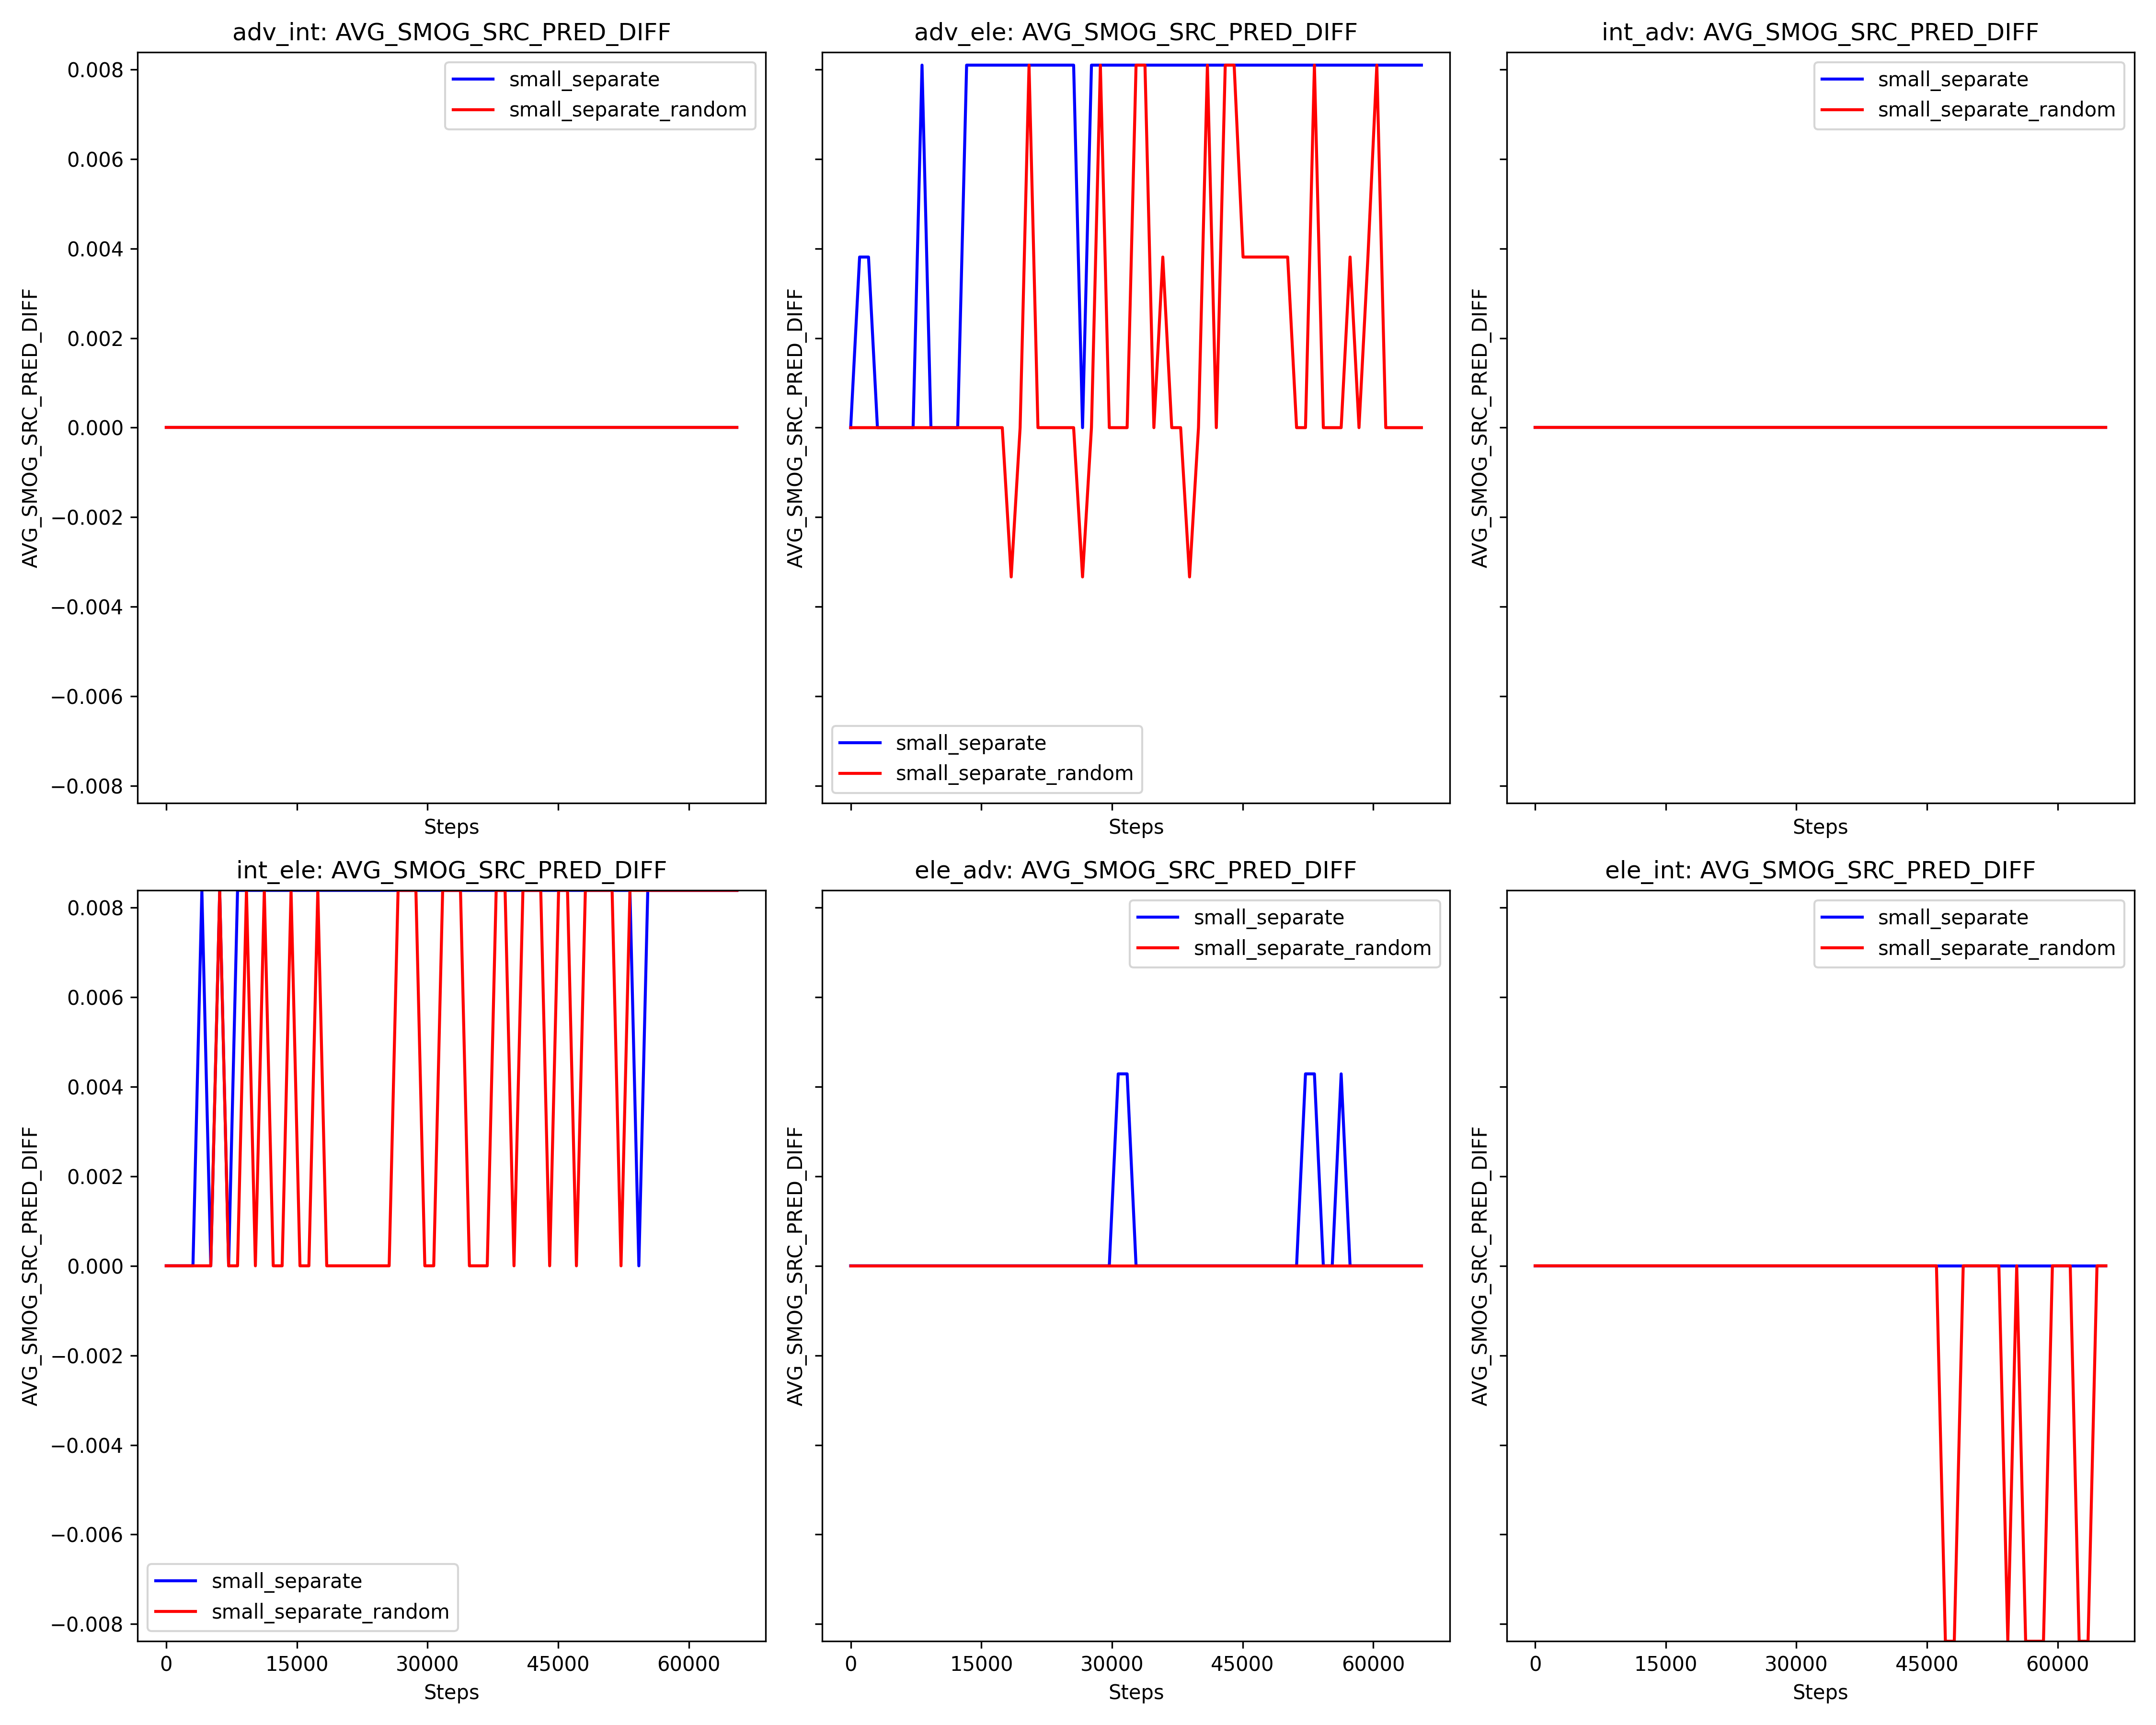 adv_int: AVG_SMOG_SRC_PRED_DIFF
AVG_SMOG_SRC_PRED_DIFF
0.008
0.006
0.004
0.002
0.000
−0.002
−0.004
−0.006
−0.008
small_separate
small_separate_random
Steps
adv_ele: AVG_SMOG_SRC_PRED_DIFF
AVG_SMOG_SRC_PRED_DIFF
small_separate
small_separate_random
Steps
int_adv: AVG_SMOG_SRC_PRED_DIFF
AVG_SMOG_SRC_PRED_DIFF
small_separate
small_separate_random
Steps
int_ele: AVG_SMOG_SRC_PRED_DIFF
AVG_SMOG_SRC_PRED_DIFF
0.008
0.006
0.004
0.002
0.000
−0.002
−0.004
−0.006
−0.008
small_separate
small_separate_random
0 15000 30000 45000 60000
Steps
ele_adv: AVG_SMOG_SRC_PRED_DIFF
AVG_SMOG_SRC_PRED_DIFF
small_separate
small_separate_random
0 15000 30000 45000 60000
Steps
ele_int: AVG_SMOG_SRC_PRED_DIFF
AVG_SMOG_SRC_PRED_DIFF
small_separate
small_separate_random
0 15000 30000 45000 60000
Steps